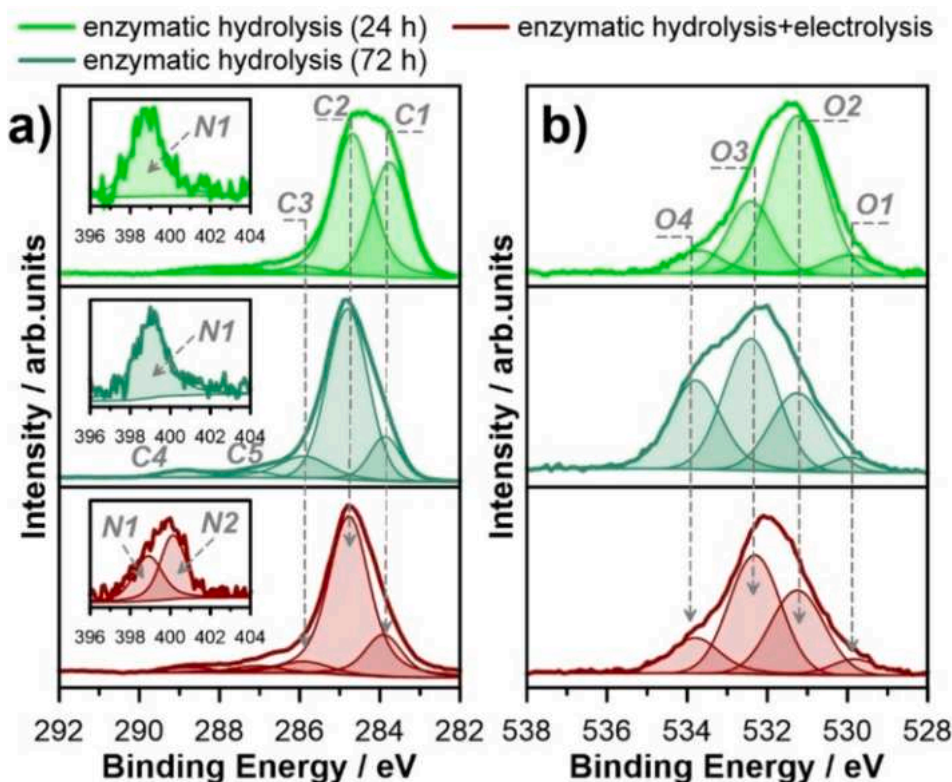 enzymatic hydrolysis (24 h) enzymatic hydrolysis+electrolysis
enzymatic hydrolysis (72 h)
a)
C2
C1
C3
N1
396 398 400 402 404
N1
396 398 400 402 404
C4
C5
N1
N2
396 398 400 402 404
292 290 288 286 284 282
Binding Energy / eV
Intensity / arb.units
b)
O2
O3
O4
O1
538 536 534 532 530 528
Binding Energy / eV
Intensity / arb.units